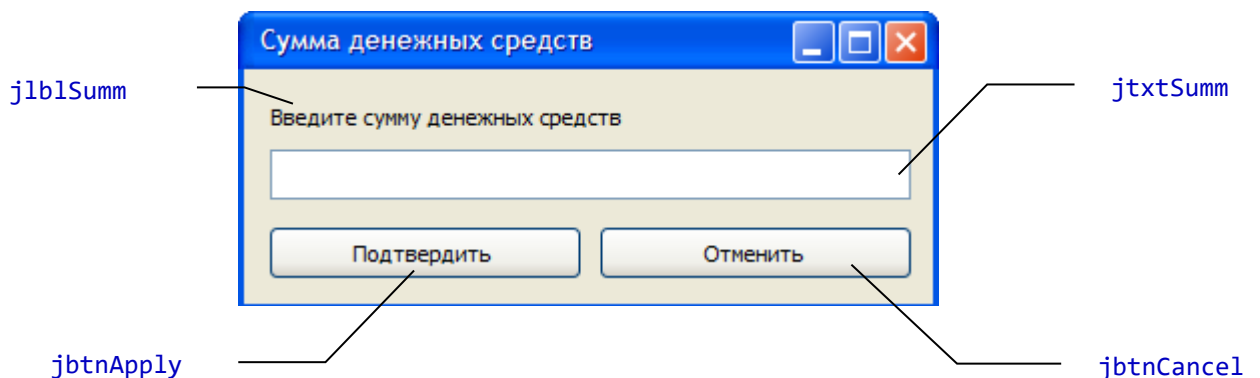 Сумма денежных средств
jlblSumm
jtxtSumm
Введите сумму денежных средств
Подтвердить
Отменить
jbtnApply
jbtnCancel